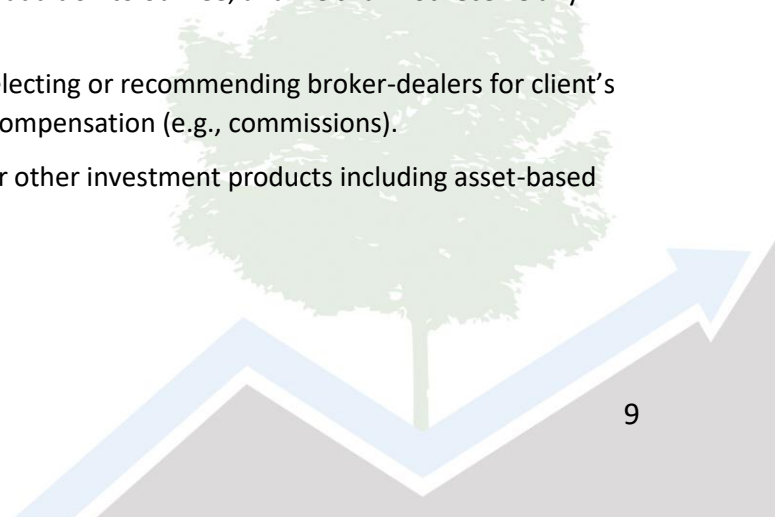 electing or recommending broker-dealers for client's
ompensation (e.g., commissions).
r other investment products including asset-based
9